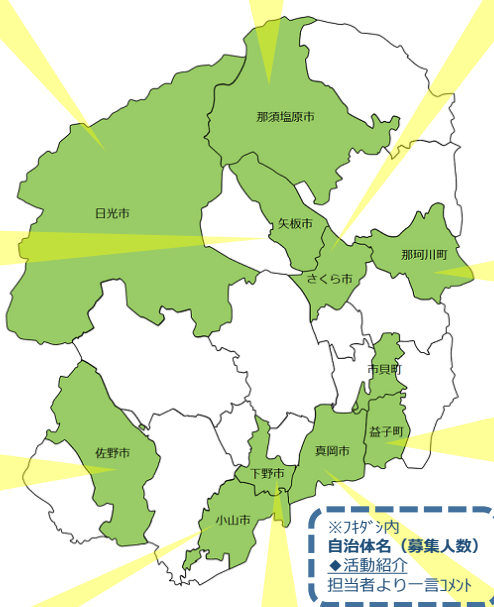 那須塩原市
日光市
矢板市
那珂川町
さくら市
市貝町
益子町
真岡市
佐野市
下野市
小山市
※ﾌｷﾀﾞｼ内
自治体名（募集人数）
◆活動紹介
担当者より一言ｺﾒﾝﾄ